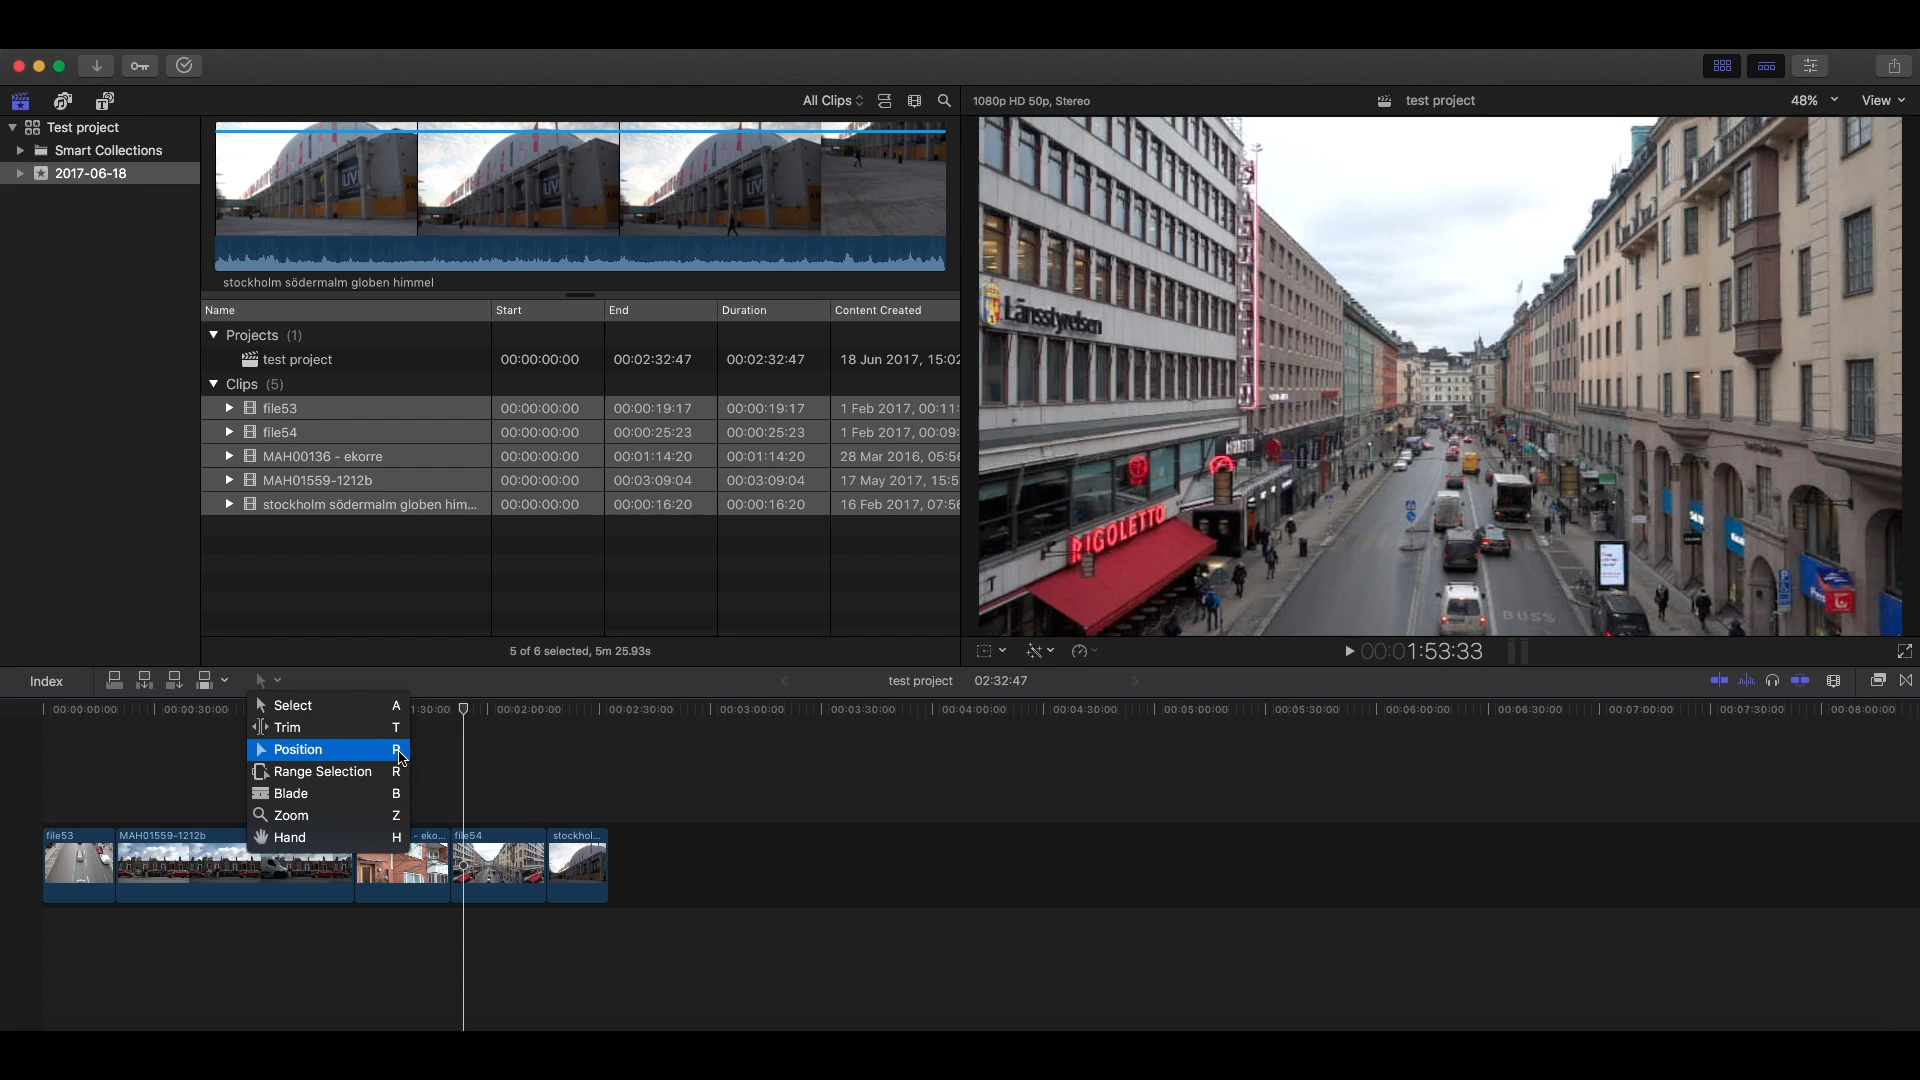 All Clips
1080p HD 50p, Stereo
test project
48%
View
Test project
Smart Collections
2017-06-18
LIV
stockholm södermalm globen himmel
Name Start End Duration Content Created
Projects (1)
test project 00:00:00:00 00:02:32:47 00:02:32:47 18 Jun 2017, 15:02
Clips (5)
file53 00:00:00:00 00:00:19:17 00:00:19:17 1 Feb 2017, 00:11:
file54 00:00:00:00 00:00:25:23 00:00:25:23 1 Feb 2017, 00:09:
MAH00136 - ekorre 00:00:00:00 00:01:14:20 00:01:14:20 28 Mar 2016, 05:56
MAH01559-1212b 00:00:00:00 00:03:09:04 00:03:09:04 17 May 2017, 15:5
stockholm södermalm globen him... 00:00:00:00 00:00:16:20 00:00:16:20 16 Feb 2017, 07:56
5 of 6 selected, 5m 25.93s
Länsstyrelsen
RIGOLETTO
BUSS
00:01:53:33
Index
test project 02:32:47
00:00:00:00 00:00:30:00 1:30:00 00:02:00:00 00:02:30:00 00:03:00:00 00:03:30:00 00:04:00:00 00:04:30:00 00:05:00:00 00:05:30:00 00:06:00:00 00:06:30:00 00:07:00:00 00:07:30:00 00:08:00:00
Select A
Trim T
Position P
Range Selection R
Blade B
Zoom Z
Hand H
file53
MAH01559-1212b
- eko...
file54
stockhol...